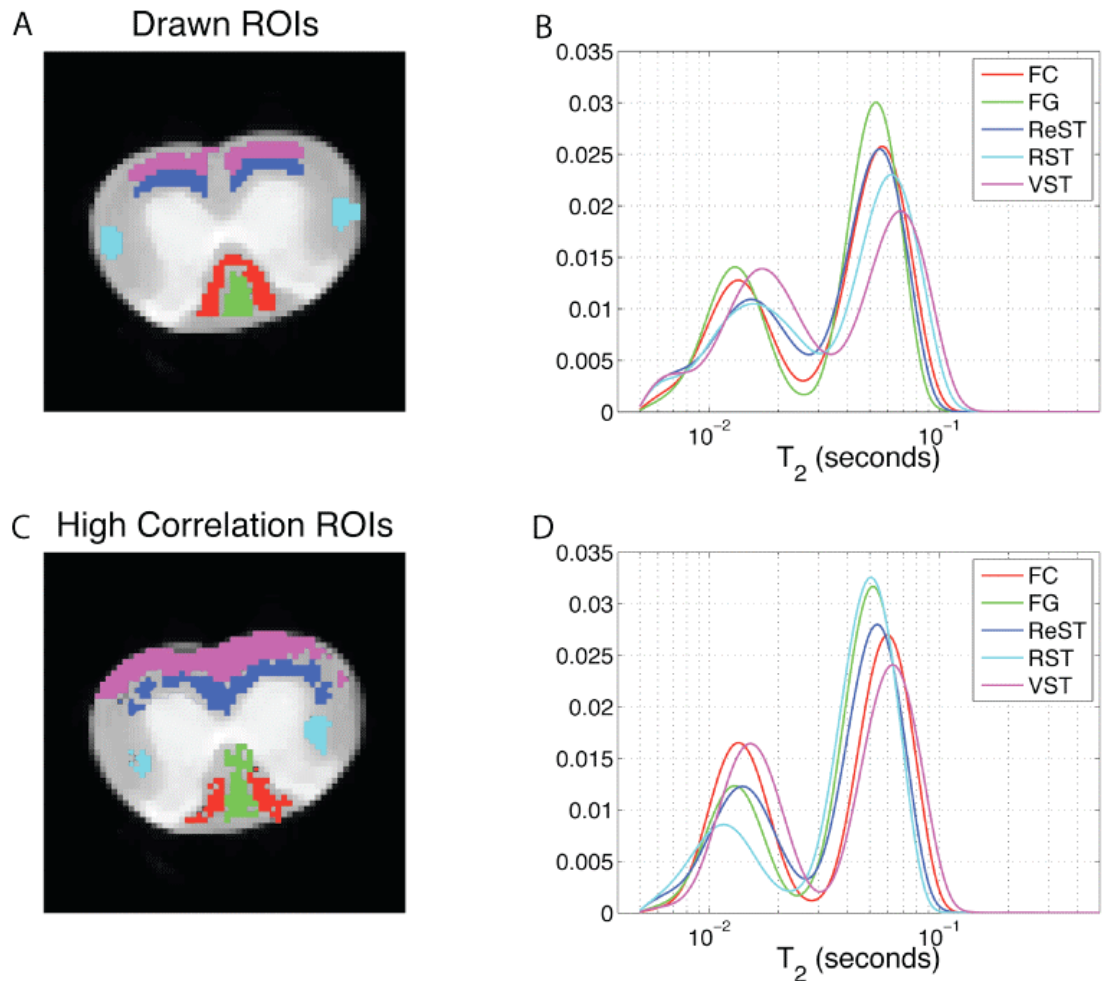 A
Drawn ROIs
B
0.035
0.03
0.025
0.02
0.015
0.01
0.005
0
FC
FG
ReST
RST
VST
10^-2
10^-1
T_2 (seconds)
C
High Correlation ROIs
D
0.035
0.03
0.025
0.02
0.015
0.01
0.005
0
FC
FG
ReST
RST
VST
10^-2
10^-1
T_2 (seconds)